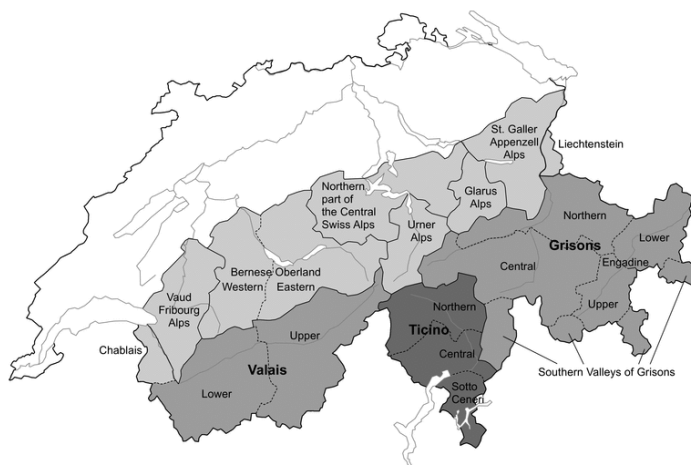 St. Galler
Appenzell
Alps
Liechtenstein
Northern
part of
the Central
Swiss Alps
Glarus
Alps
Urner
Alps
Northern
Lower
Grisons
Central
Engadine
Upper
Bernese Oberland
Western
Eastern
Vaud
Fribourg
Alps
Chablais
Upper
Valais
Lower
Northern
Ticino
Central
Sotto
Ceneri
Southern Valleys of Grisons